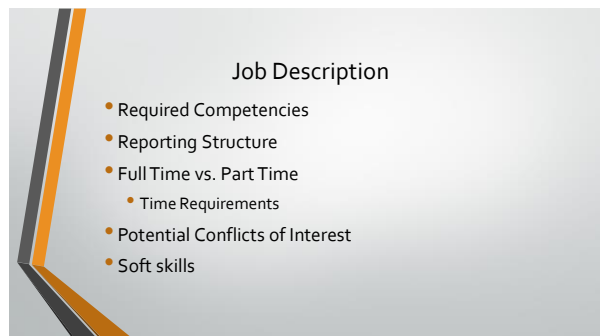 Job Description
• Required Competencies
• Reporting Structure
• Full Time vs. Part Time
• Time Requirements
• Potential Conflicts of Interest
• Soft skills